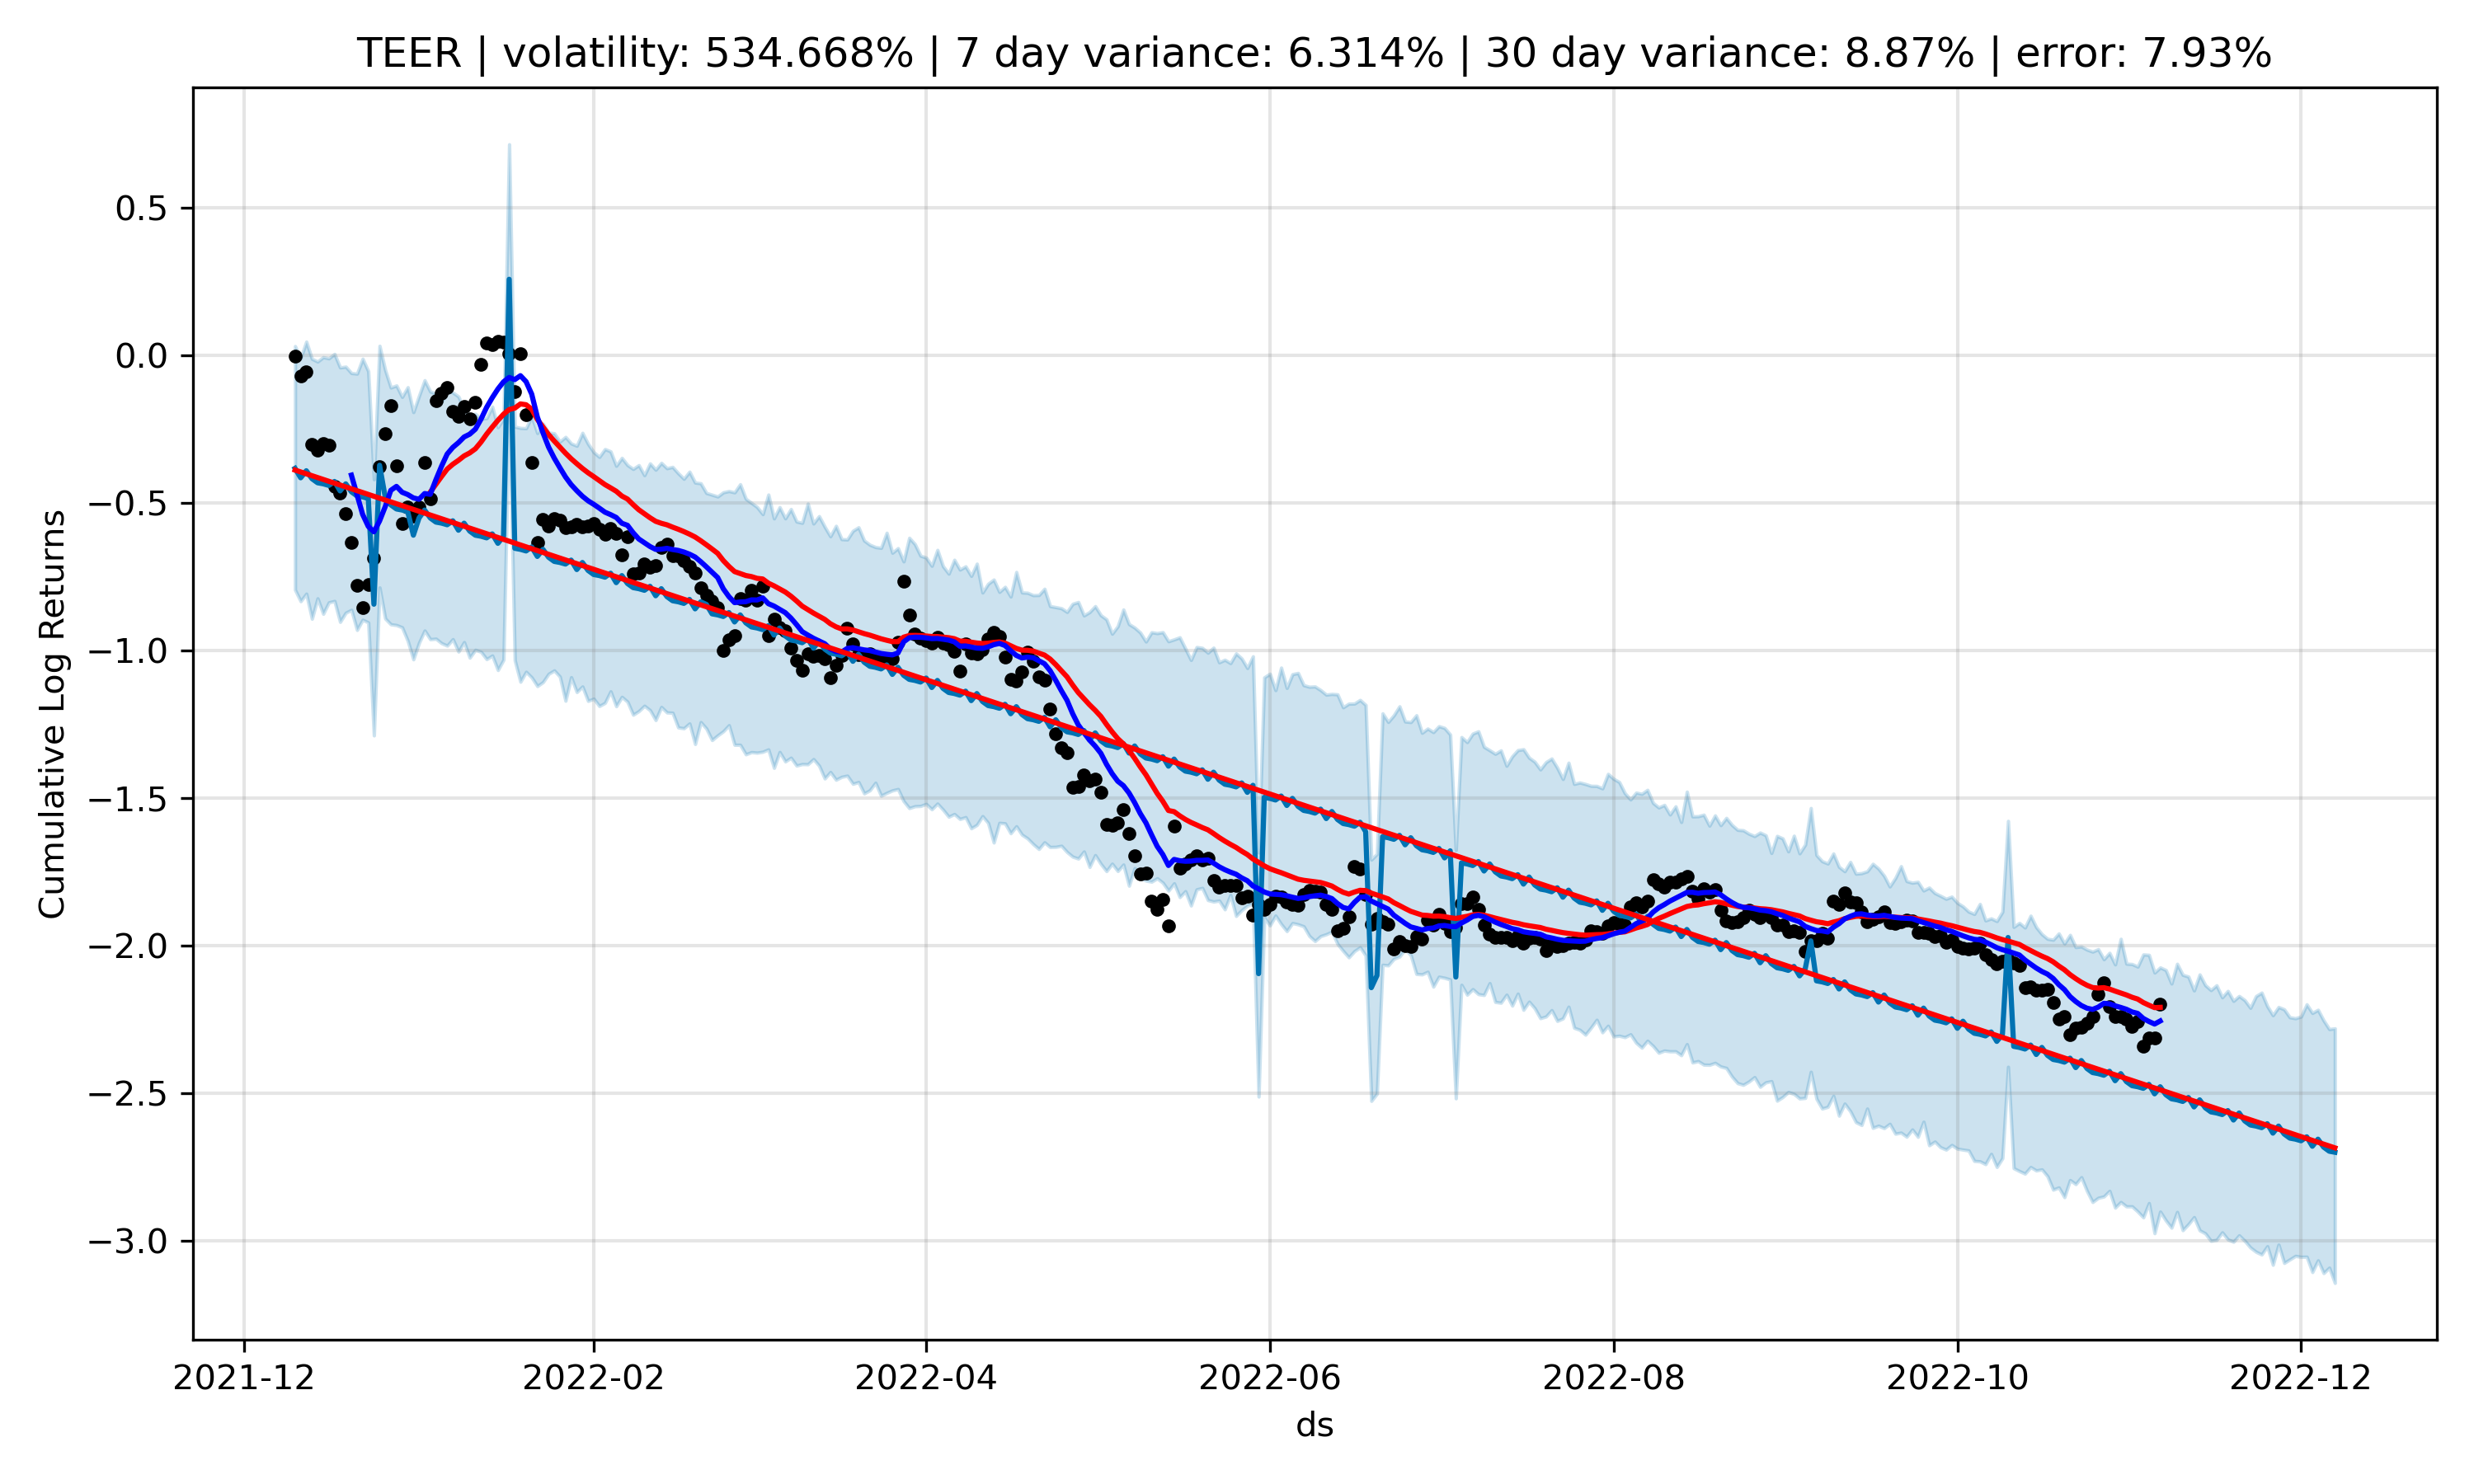 TEER | volatility: 534.668% | 7 day variance: 6.314% | 30 day variance: 8.87% | error: 7.93%
Cumulative Log Returns
0.5
0.0
−0.5
−1.0
−1.5
−2.0
−2.5
−3.0
2021-12 2022-02 2022-04 2022-06 2022-08 2022-10 2022-12
ds